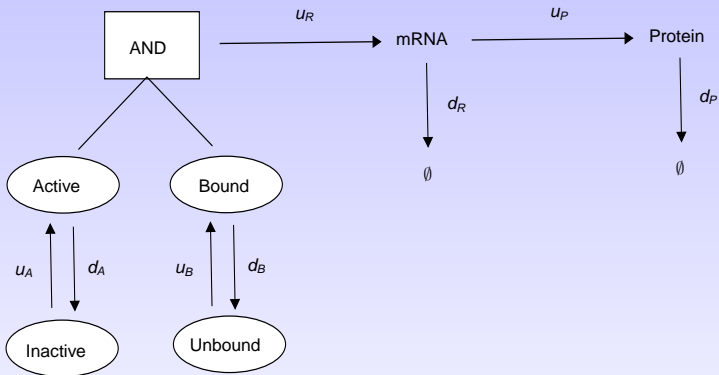 u_R
u_P
AND
mRNA
Protein
d_R
d_P
∅
∅
Active
Bound
u_A
d_A
u_B
d_B
Inactive
Unbound